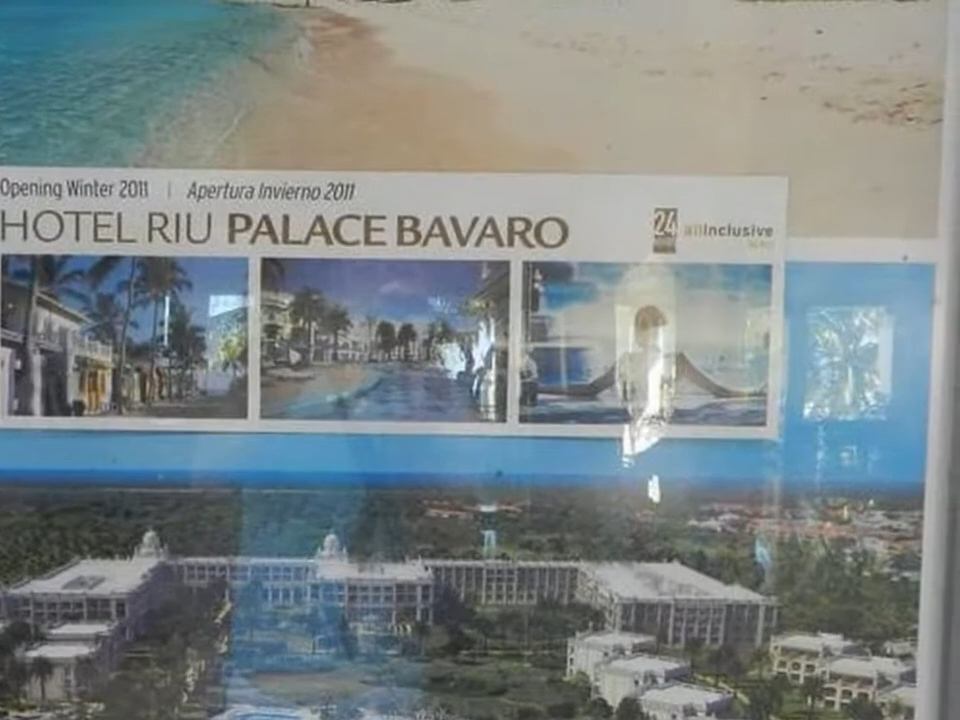 Opening Winter 2011 | Apertura Invierno 2011
HOTEL RIU PALACE BAVARO
24
allinclusive